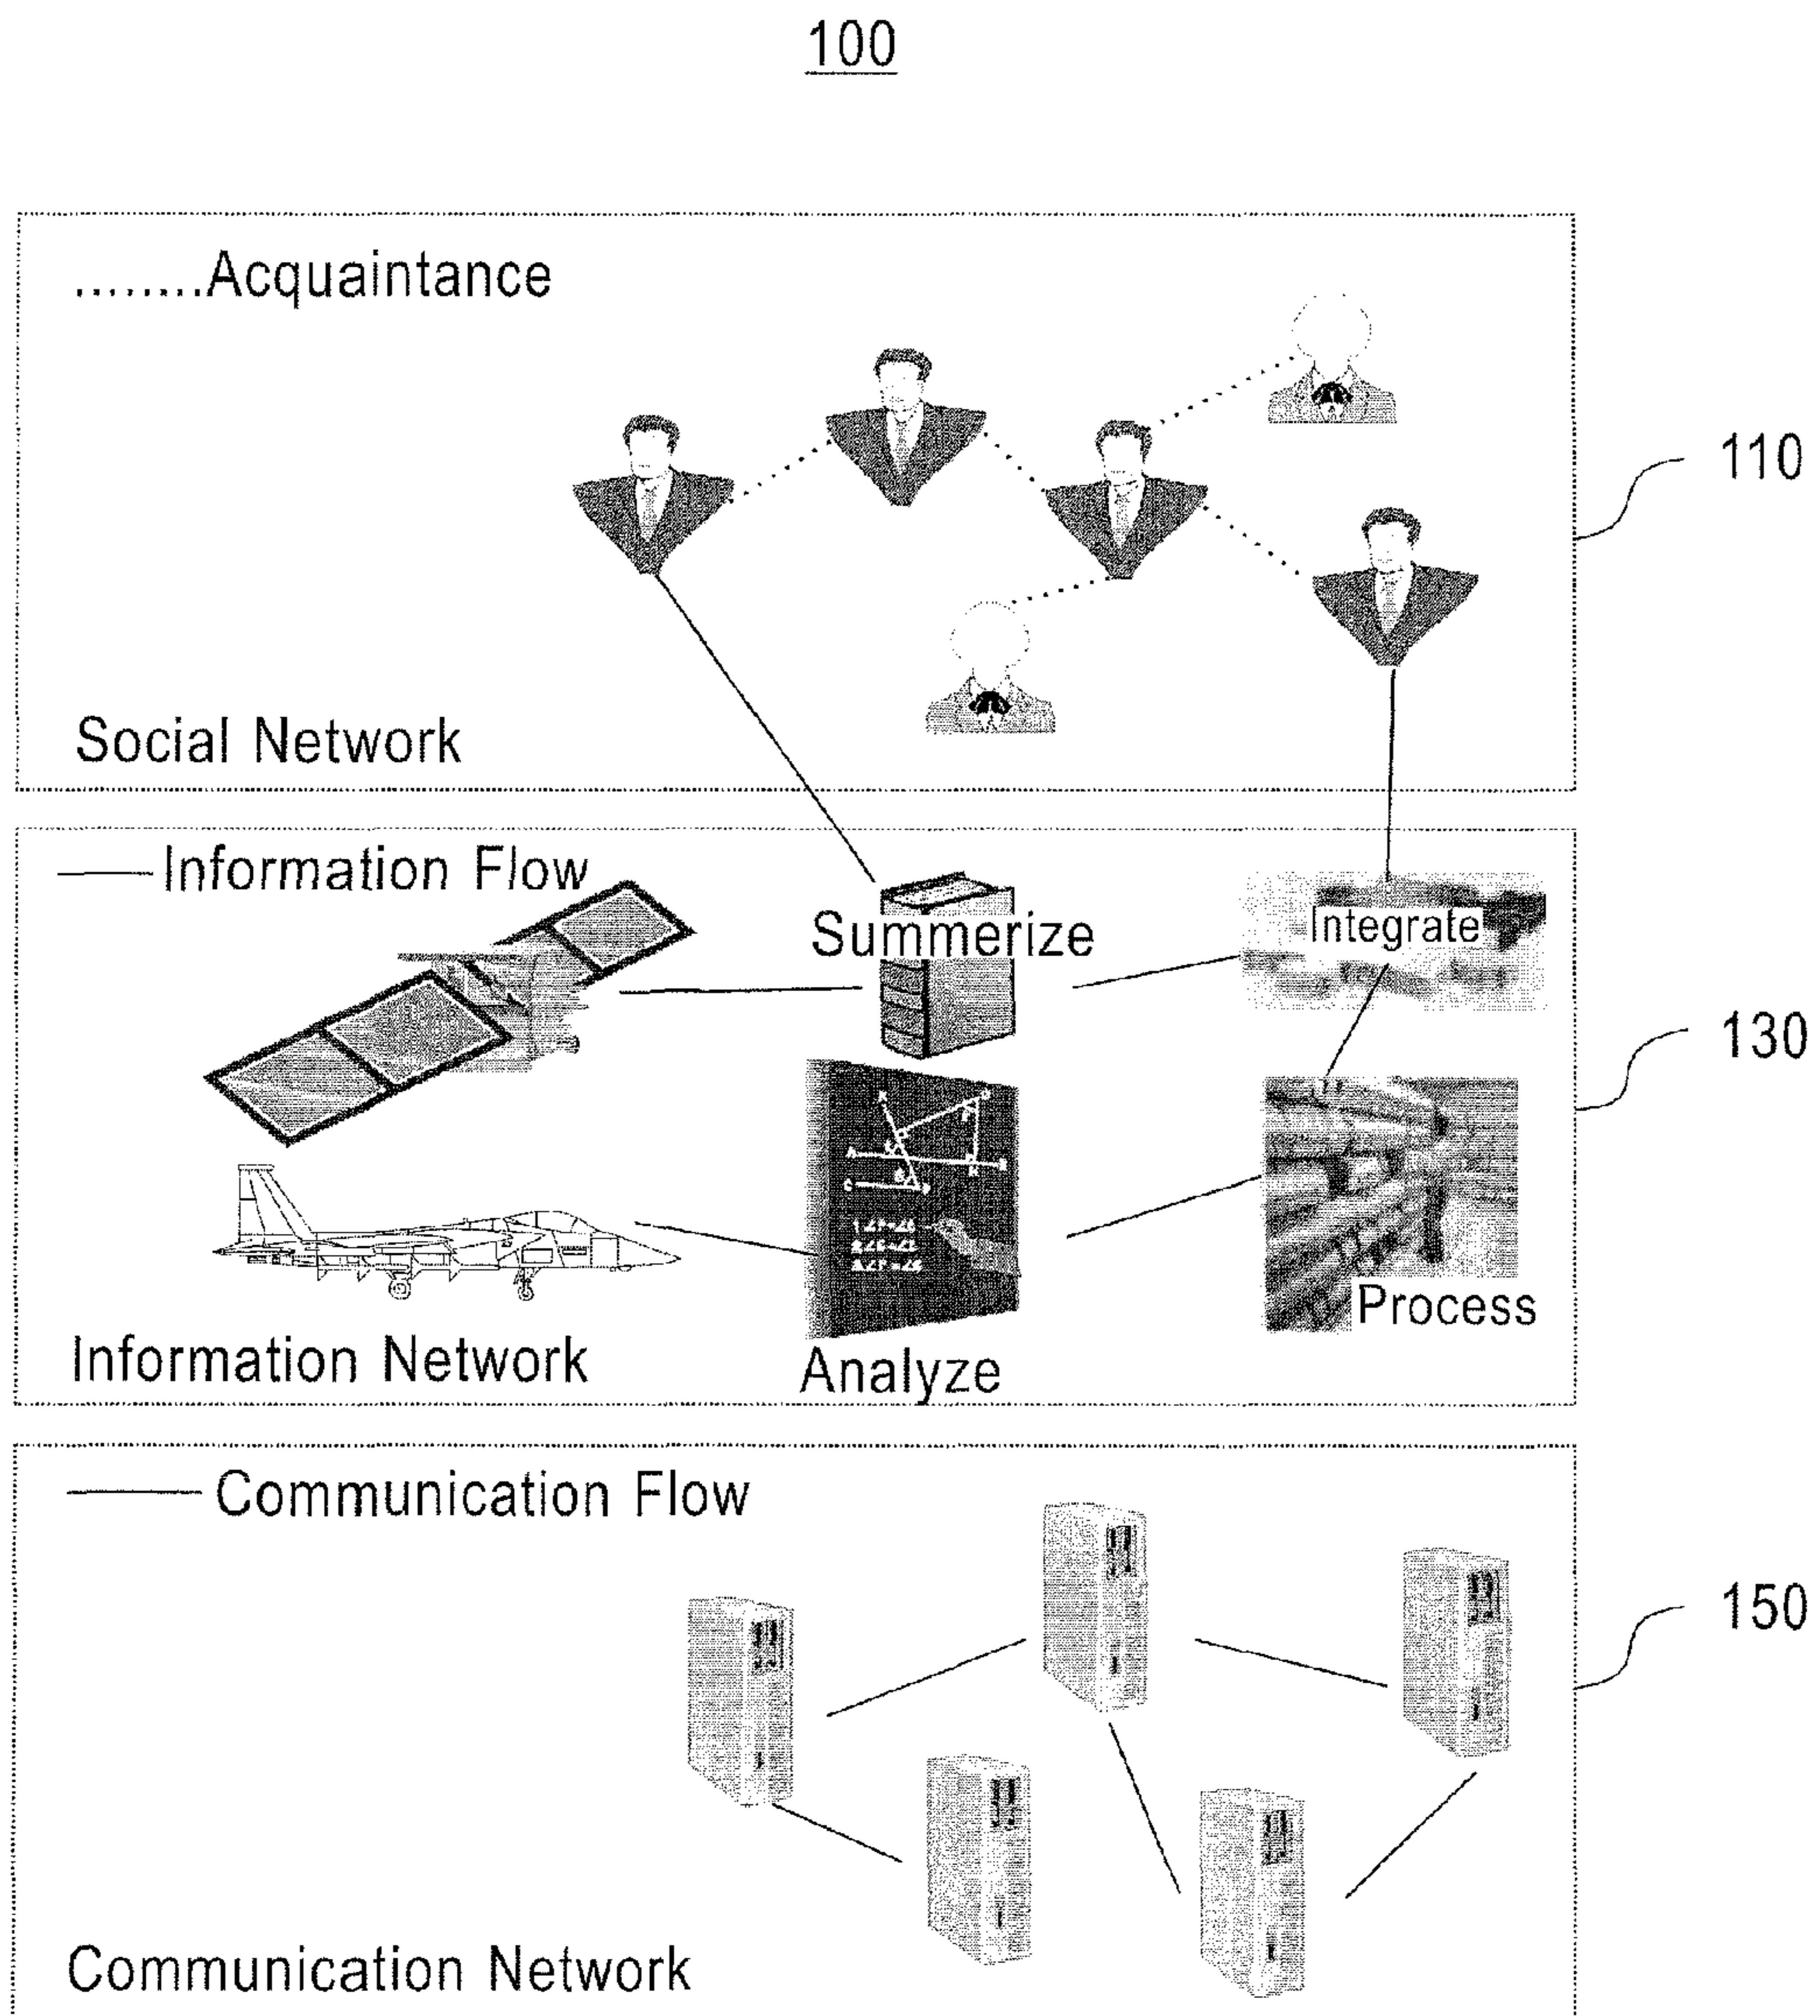 100
........Acquaintance
110
Social Network
Information Flow
Summerize
Integrate
130
Process
Information Network
Analyze
Communication Flow
150
Communication Network